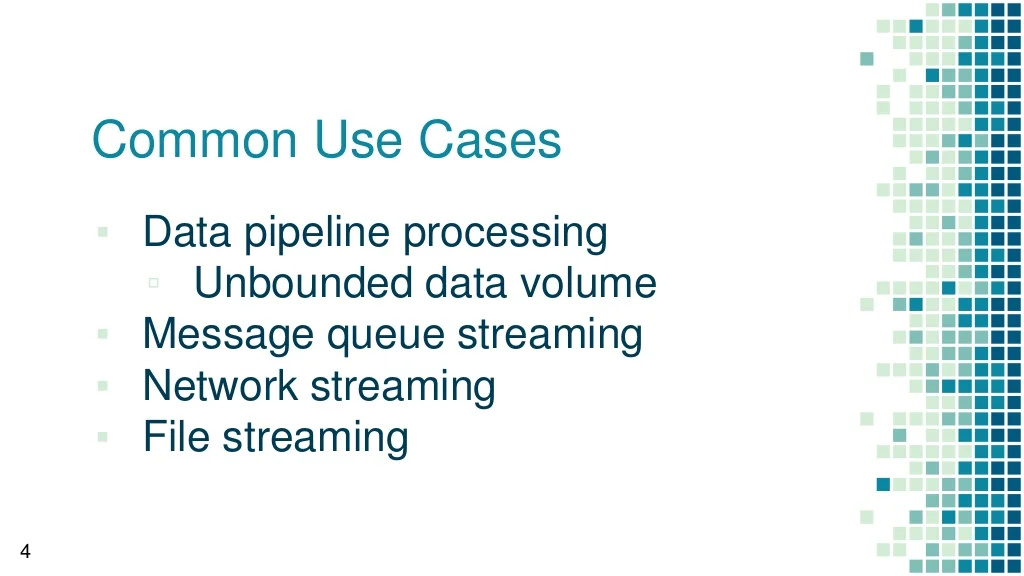 Common Use Cases
▪ Data pipeline processing
▫ Unbounded data volume
▪ Message queue streaming
▪ Network streaming
▪ File streaming
4